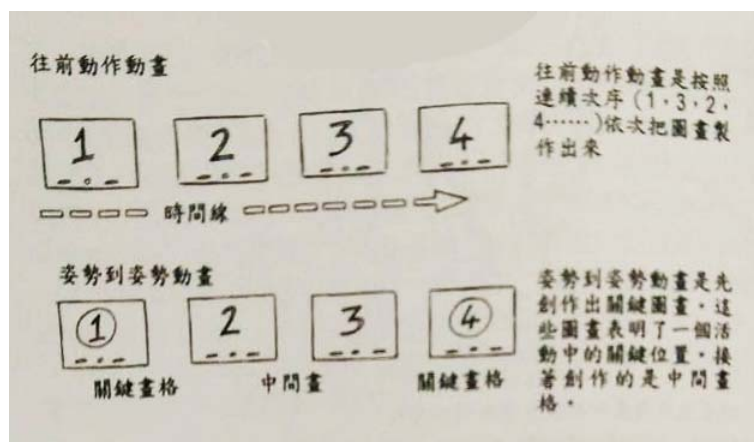 往前動作動畫
往前動作動畫是按照
連續次序(1,3,2,
4……)依次把圖畫製
作出來
1 2 3 4
時間線
姿勢到姿勢動畫
姿勢到姿勢動畫是先
創作出關鍵圖畫。這
些圖畫表明了一個活
動中的關鍵位置。接
著創作的是中間畫
格。
1 2 3 4
關鍵畫格 中間畫 關鍵畫格